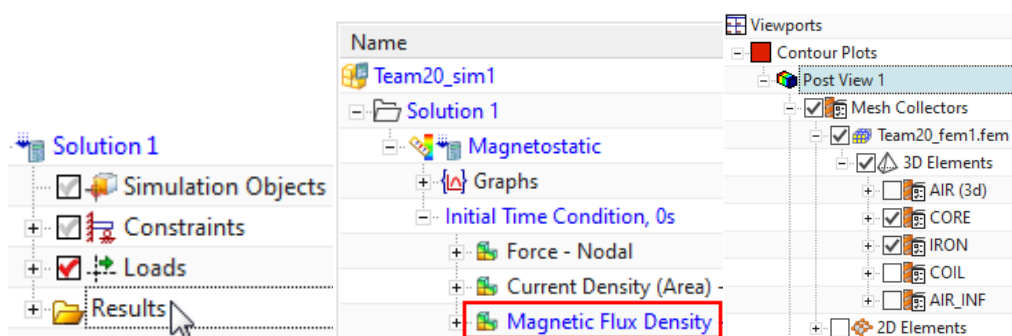 Solution 1
Simulation Objects
Constraints
Loads
Results
Name
Team20_sim1
Solution 1
Magnetostatic
Graphs
Initial Time Condition, 0s
Force - Nodal
Current Density (Area) -
Magnetic Flux Density
Viewports
Contour Plots
Post View 1
Mesh Collectors
Team20_fem1.fem
3D Elements
AIR (3d)
CORE
IRON
COIL
AIR_INF
2D Elements